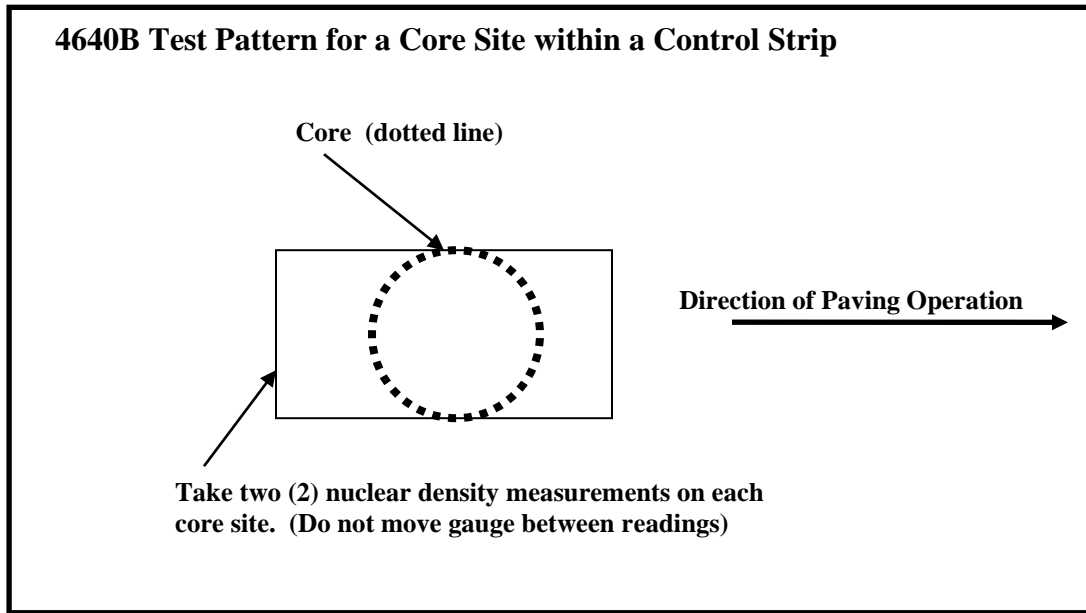 4640B Test Pattern for a Core Site within a Control Strip
Core (dotted line)
Direction of Paving Operation
Take two (2) nuclear density measurements on each
core site. (Do not move gauge between readings)